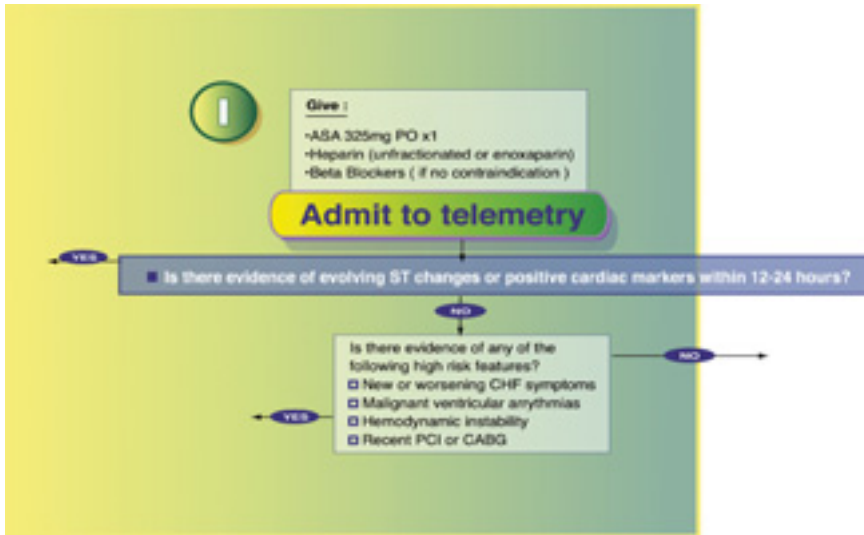 I
Give :
•ASA 325mg PO x1
•Heparin (unfractionated or enoxaparin)
•Beta Blockers ( if no contraindication )
Admit to telemetry
YES
■ Is there evidence of evolving ST changes or positive cardiac markers within 12-24 hours?
NO
Is there evidence of any of the
following high risk features?
NO
□ New or worsening CHF symptoms
□ Malignant ventricular arrythmias
□ Hemodynamic instability
YES
□ Recent PCI or CABG